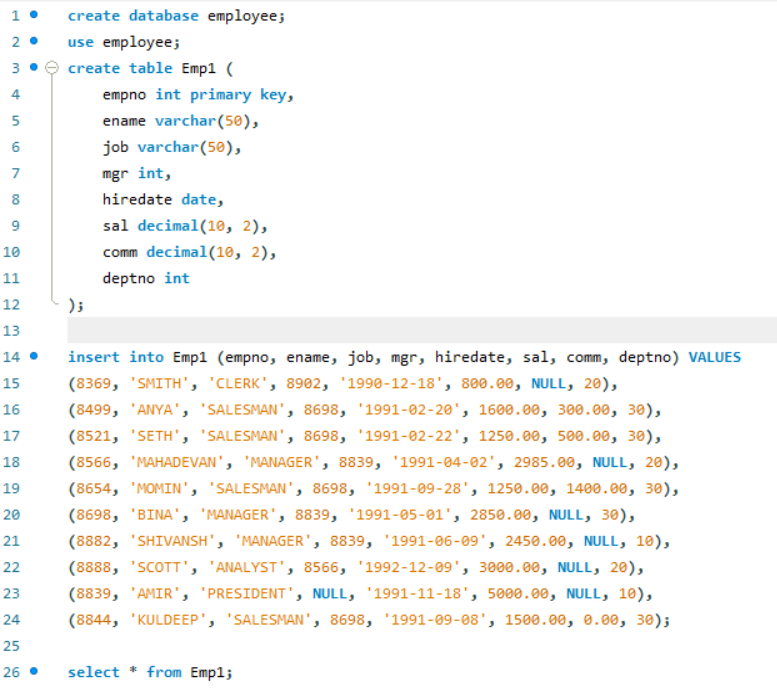 1 create database employee;
2 use employee;
3 create table Emp1 (
4 empno int primary key,
5 ename varchar(50),
6 job varchar(50),
7 mgr int,
8 hiredate date,
9 sal decimal(10, 2),
10 comm decimal(10, 2),
11 deptno int
12 );
13
14 insert into Emp1 (empno, ename, job, mgr, hiredate, sal, comm, deptno) VALUES
15 (8369, 'SMITH', 'CLERK', 8902, '1990-12-18', 800.00, NULL, 20),
16 (8499, 'ANYA', 'SALESMAN', 8698, '1991-02-20', 1600.00, 300.00, 30),
17 (8521, 'SETH', 'SALESMAN', 8698, '1991-02-22', 1250.00, 500.00, 30),
18 (8566, 'MAHADEVAN', 'MANAGER', 8839, '1991-04-02', 2985.00, NULL, 20),
19 (8654, 'MOMIN', 'SALESMAN', 8698, '1991-09-28', 1250.00, 1400.00, 30),
20 (8698, 'BINA', 'MANAGER', 8839, '1991-05-01', 2850.00, NULL, 30),
21 (8882, 'SHIVANSH', 'MANAGER', 8839, '1991-06-09', 2450.00, NULL, 10),
22 (8888, 'SCOTT', 'ANALYST', 8566, '1992-12-09', 3000.00, NULL, 20),
23 (8839, 'AMIR', 'PRESIDENT', NULL, '1991-11-18', 5000.00, NULL, 10),
24 (8844, 'KULDEEP', 'SALESMAN', 8698, '1991-09-08', 1500.00, 0.00, 30);
25
26 select * from Emp1;